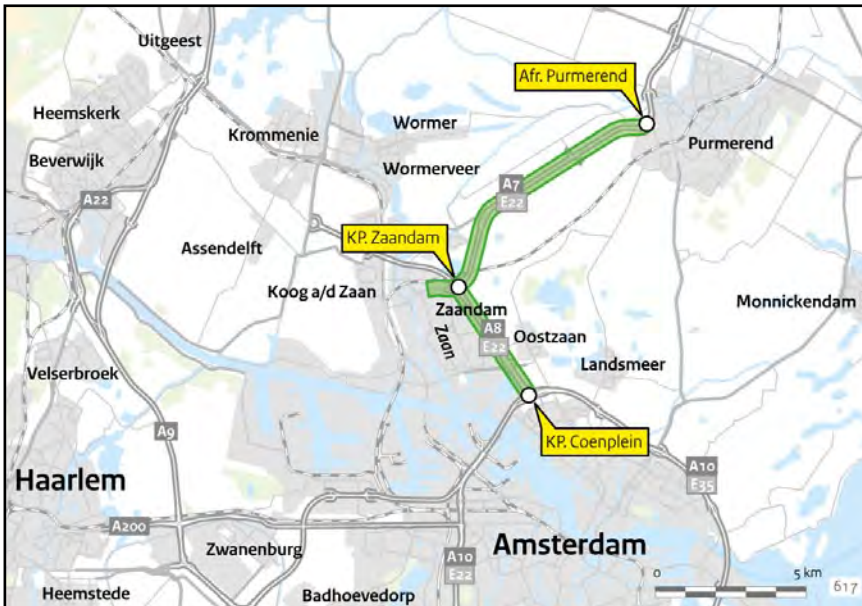 Uitgeest
Afr. Purmerend
Heemskerk
Krommenie
Wormer
Beverwijk
Wormerveer
Purmerend
A22
A7
E22
Assendelft
KP. Zaandam
Koog a/d Zaan
Zaandam
Monnickendam
Zaan
A8
E22
Oostzaan
Landsmeer
Velserbroek
A9
KP. Coenplein
Haarlem
A10
E35
A200
Zwanenburg
Amsterdam
A10
E22
0 5 km
Heemstede
Badhoevedorp
617